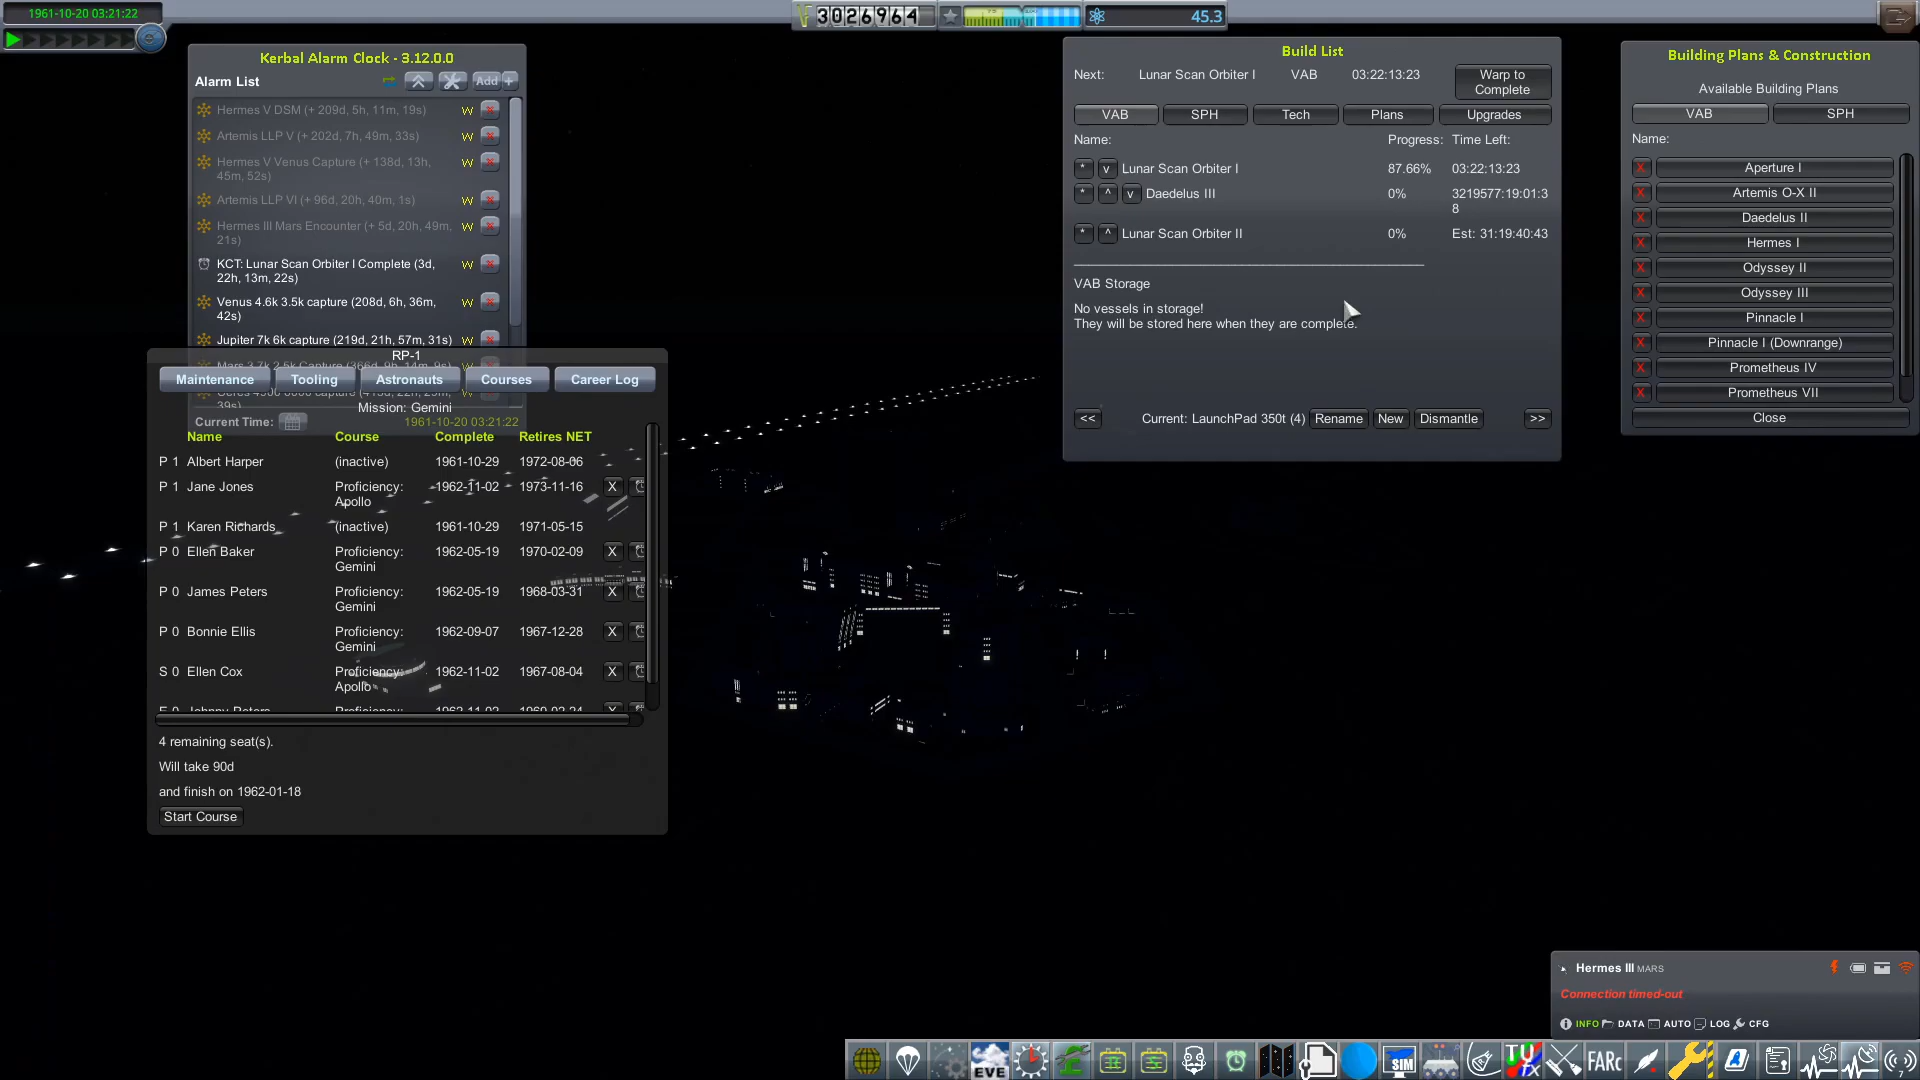 1961-10-20 03:21:22
3026964
45.3
Kerbal Alarm Clock - 3.12.0.0
Alarm List
Add +
Hermes V DSM (+ 209d, 5h, 11m, 19s) W
Artemis LLP V (+ 202d, 7h, 49m, 33s) W
Hermes V Venus Capture (+ 138d, 13h, 45m, 52s) W
Artemis LLP VI (+ 96d, 20h, 40m, 1s) W
Hermes III Mars Encounter (+ 5d, 20h, 49m, 21s) W
KCT: Lunar Scan Orbiter I Complete (3d, 22h, 13m, 22s) W
Venus 4.6k 3.5k capture (208d, 6h, 36m, 42s) W
Jupiter 7k 6k capture (219d, 21h, 57m, 31s) W
Current Time:
1961-10-20 03:21:22
RP-1
Maintenance Tooling Astronauts Courses Career Log
Mission: Gemini
Name Course Complete Retires NET
P 1 Albert Harper (inactive) 1961-10-29 1972-08-06
P 1 Jane Jones Proficiency: Apollo 1962-11-02 1973-11-16 X
P 1 Karen Richards (inactive) 1961-10-29 1971-05-15
P 0 Ellen Baker Proficiency: Gemini 1962-05-19 1970-02-09 X
P 0 James Peters Proficiency: Gemini 1962-05-19 1968-03-31 X
P 0 Bonnie Ellis Proficiency: Gemini 1962-09-07 1967-12-28 X
S 0 Ellen Cox Proficiency: Apollo 1962-11-02 1967-08-04 X
4 remaining seat(s).
Will take 90d
and finish on 1962-01-18
Start Course
Build List
Next: Lunar Scan Orbiter I VAB 03:22:13:23 Warp to Complete
VAB SPH Tech Plans Upgrades
Name: Progress: Time Left:
* v Lunar Scan Orbiter I 87.66% 03:22:13:23
* ^ v Daedelus III 0% 3219577:19:01:38
* ^ Lunar Scan Orbiter II 0% Est: 31:19:40:43
VAB Storage
No vessels in storage!
They will be stored here when they are complete.
<< Current: LaunchPad 350t (4) Rename New Dismantle >>
Building Plans & Construction
Available Building Plans
VAB SPH
Name:
X Aperture I
X Artemis O-X II
X Daedelus II
X Hermes I
X Odyssey II
X Odyssey III
X Pinnacle I
X Pinnacle I (Downrange)
X Prometheus IV
X Prometheus VII
Close
Hermes III MARS
Connection timed-out
INFO DATA AUTO LOG CFG
EVE
SIM
TUfx
FARc